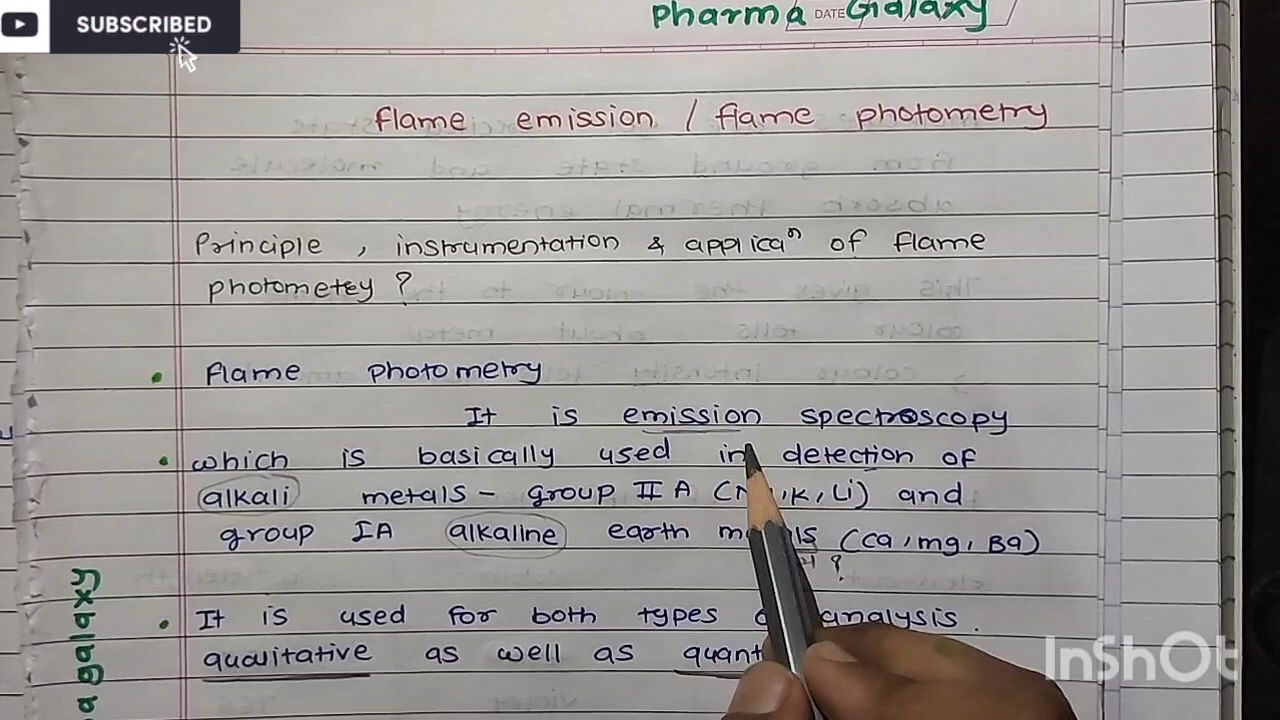 SUBSCRIBED
Pharma Galaxy
DATE
flame emission / flame photometry
Principle , instrumentation & applicaⁿ of flame
photometey ?
• flame photometry
It is emission spectroscopy
• which is basically used in detection of
alkali metals - group II A ( ,K, Li) and
group IA alkaline earth metals (ca, mg, Ba)
?
• It is used for both types analysis.
quavitative as well as quant
agalaxy
InShOt